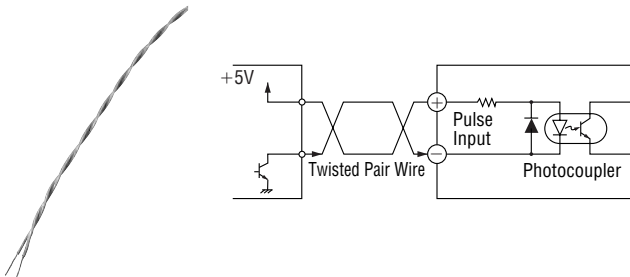 +5V
Pulse
Input
Twisted Pair Wire
Photocoupler